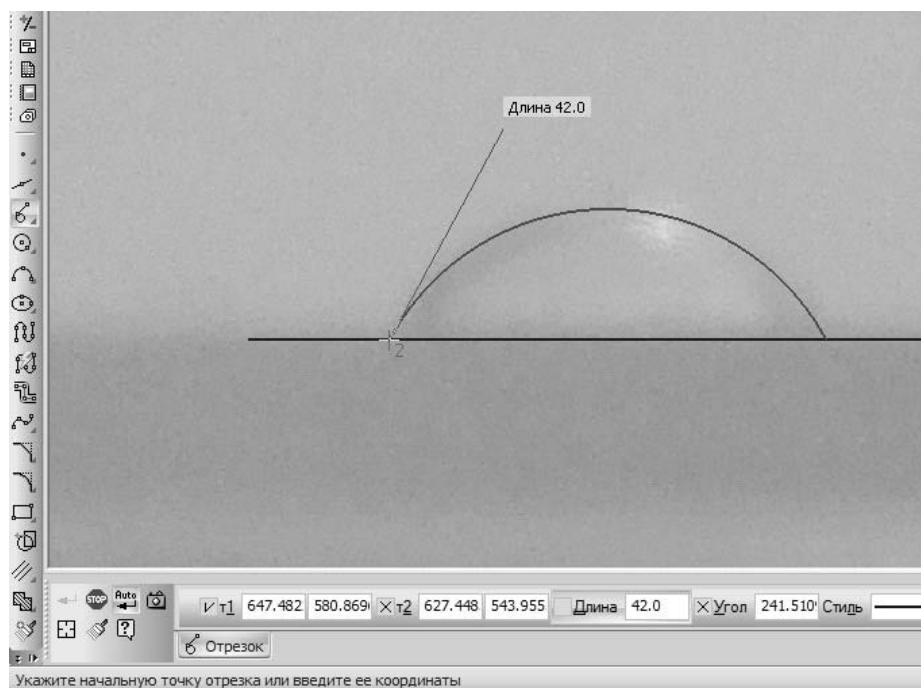 Длина 42.0
2
STOP Auto
т1 647.482 580.869 т2 627.448 543.955 Длина 42.0 Угол 241.510° Стиль
Отрезок
Укажите начальную точку отрезка или введите ее координаты